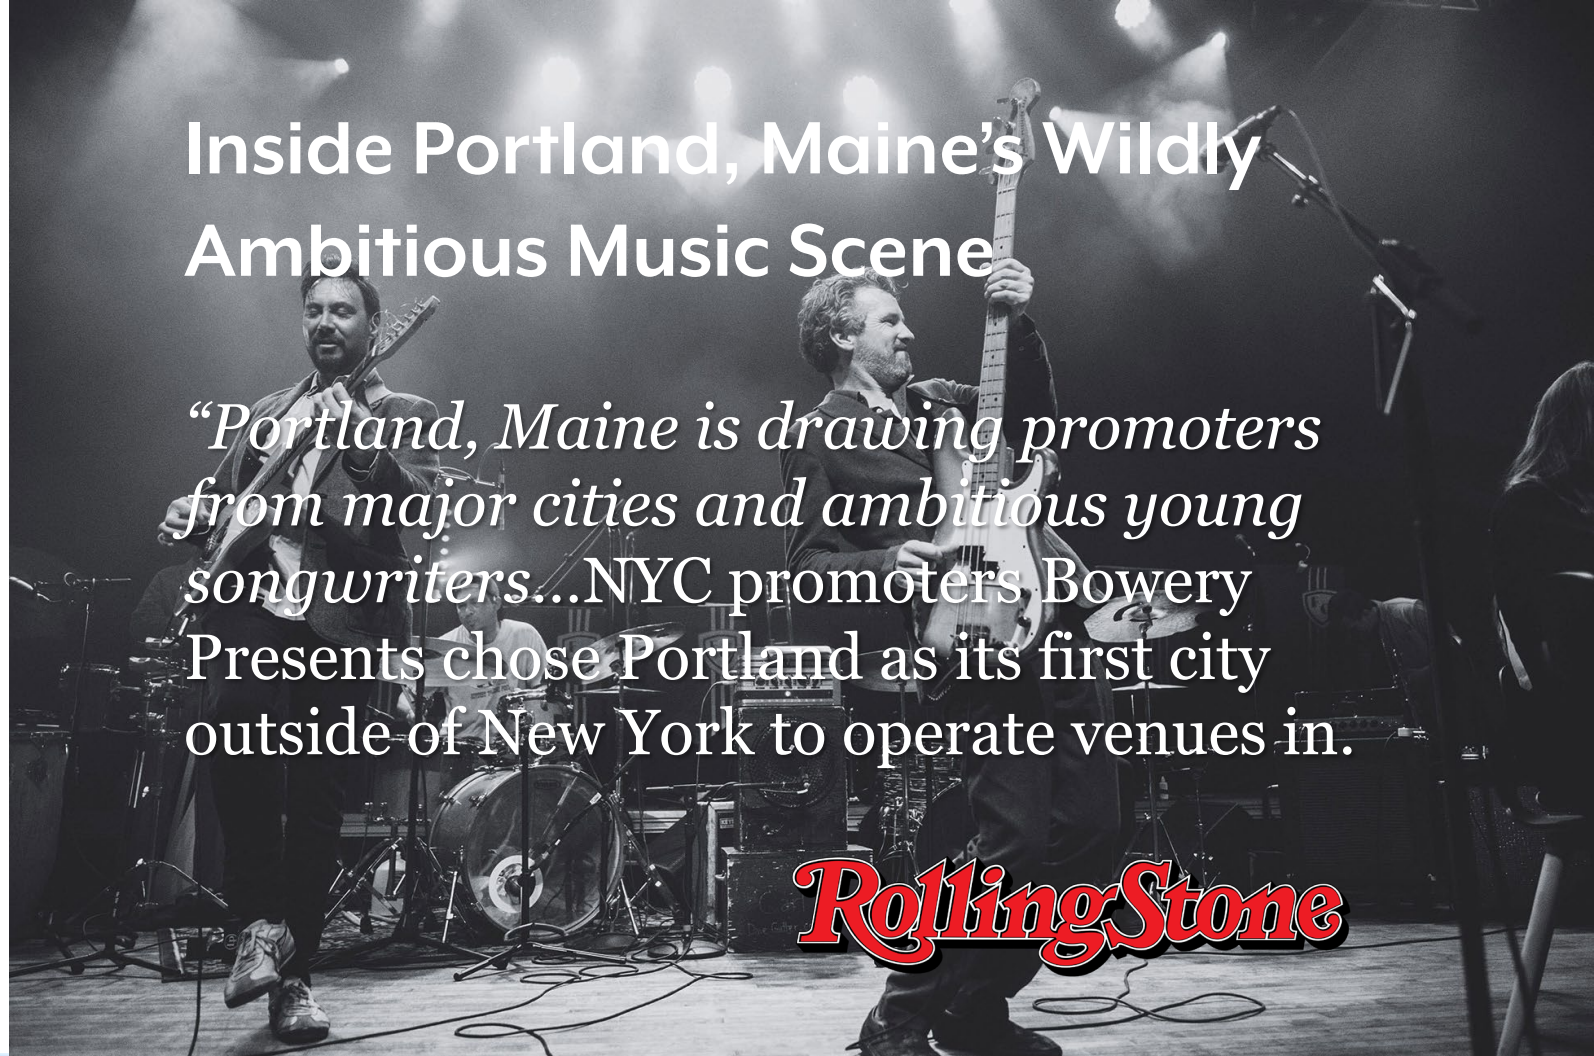 Inside Portland, Maine’s Wildly
Ambitious Music Scene
“Portland, Maine is drawing promoters
from major cities and ambitious young
songwriters...NYC promoters Bowery
Presents chose Portland as its first city
outside of New York to operate venues in.
RollingStone